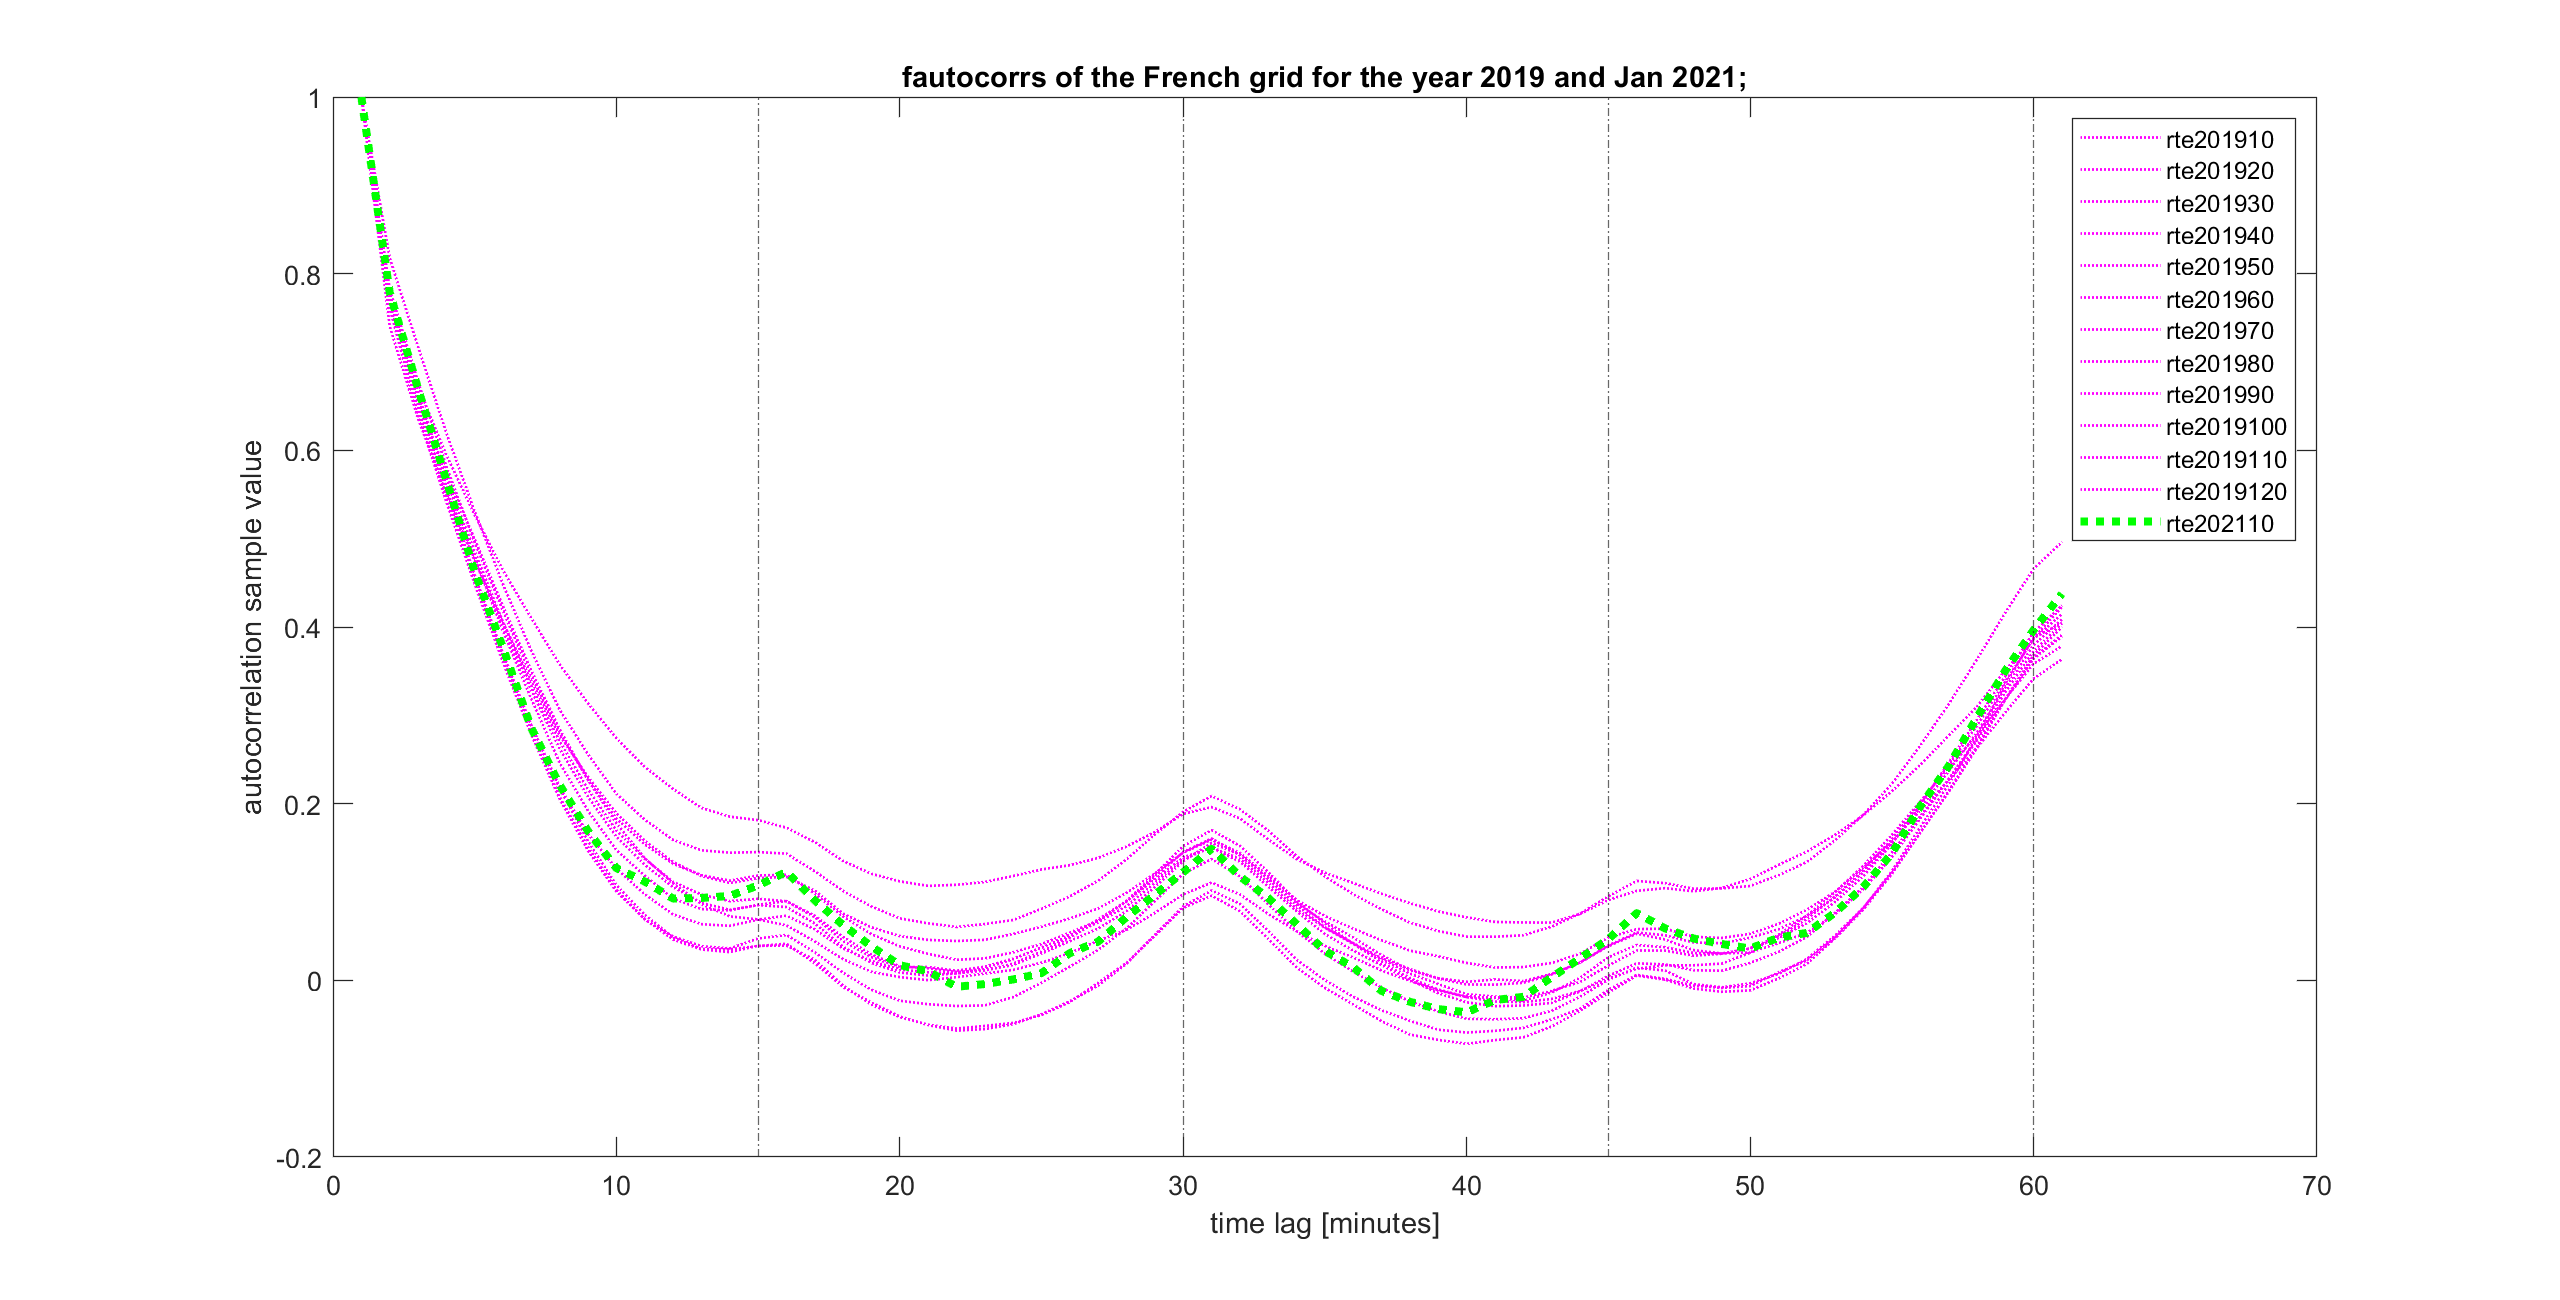 fautocorrs of the French grid for the year 2019 and Jan 2021;
1
0.8
0.6
0.4
0.2
0
-0.2
autocorrelation sample value
0 10 20 30 40 50 60 70
time lag [minutes]
rte201910
rte201920
rte201930
rte201940
rte201950
rte201960
rte201970
rte201980
rte201990
rte2019100
rte2019110
rte2019120
rte202110